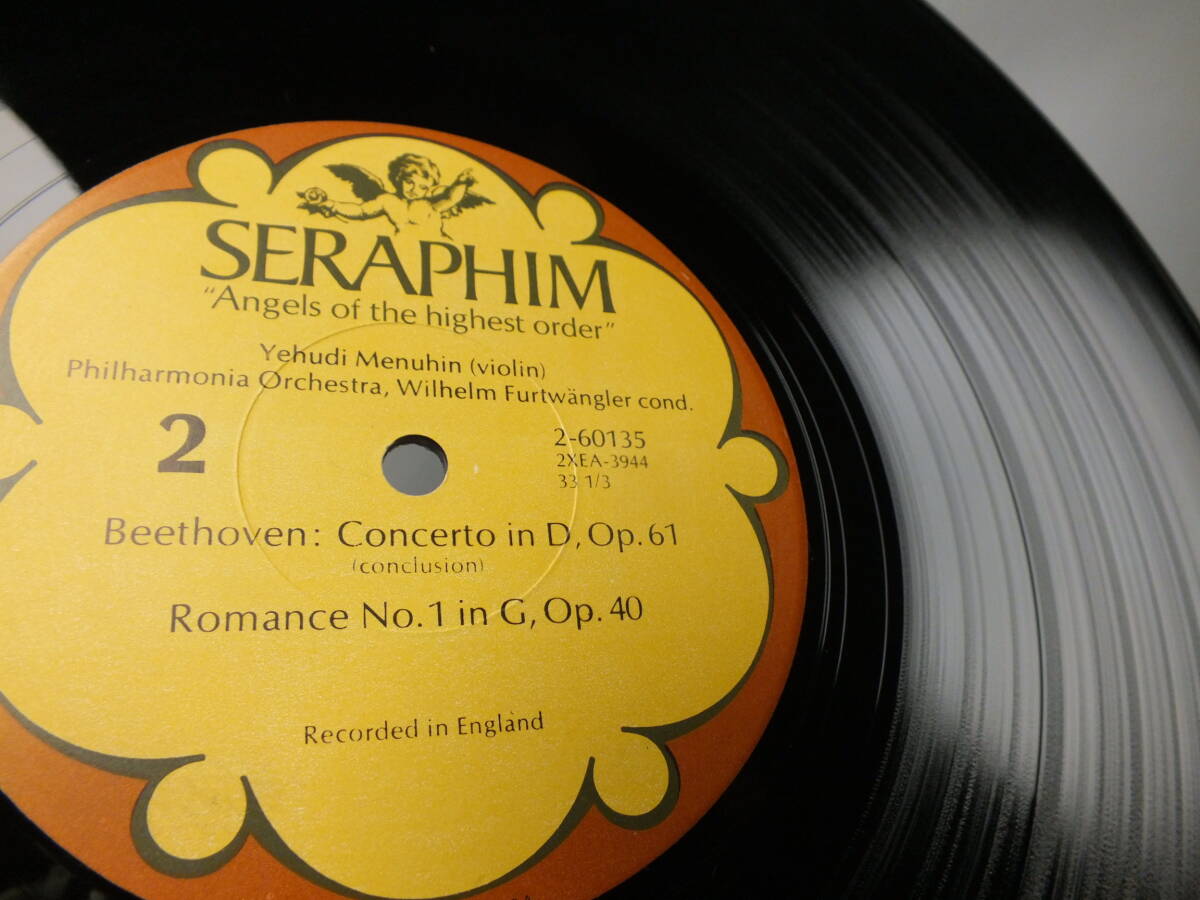 SERAPHIM
"Angels of the highest order"
Yehudi Menuhin (violin)
Philharmonia Orchestra, Wilhelm Furtwängler cond.
2
2-60135
2XEA-3944
33 1/3
Beethoven: Concerto in D, Op. 61
(conclusion)
Romance No. 1 in G, Op. 40
Recorded in England